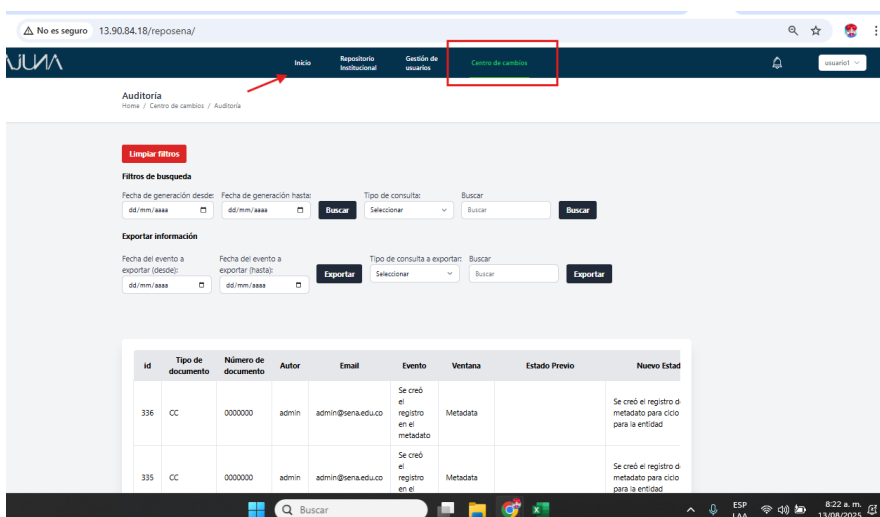 No es seguro 13.90.84.18/reposena/
Inicio
Repositorio
Institucional
Gestión de
usuarios
Centro de cambios
usuario1
Auditoría
Home / Centro de cambios / Auditoría
Limpiar filtros
Filtros de busqueda
Fecha de generación desde: Fecha de generación hasta: Tipo de consulta: Buscar
dd/mm/aaaa dd/mm/aaaa Buscar Seleccionar Buscar Buscar
Exportar información
Fecha del evento a
exportar (desde):
Fecha del evento a
exportar (hasta):
Tipo de consulta a exportar: Buscar
dd/mm/aaaa dd/mm/aaaa Exportar Seleccionar Buscar Exportar
id Tipo de documento Número de documento Autor Email Evento Ventana Estado Previo Nuevo Estad
336 CC 0000000 admin admin@sena.edu.co
Se creó
el
registro
en el
metadato
Metadata
Se creó el registro d
metadato para ciclo
para la entidad
335 CC 0000000 admin admin@sena.edu.co
Se creó
el
registro
en el
Metadata
Se creó el registro d
metadato para ciclo
para la entidad
Buscar
ESP
LAA
8:22 a. m.
13/08/2025